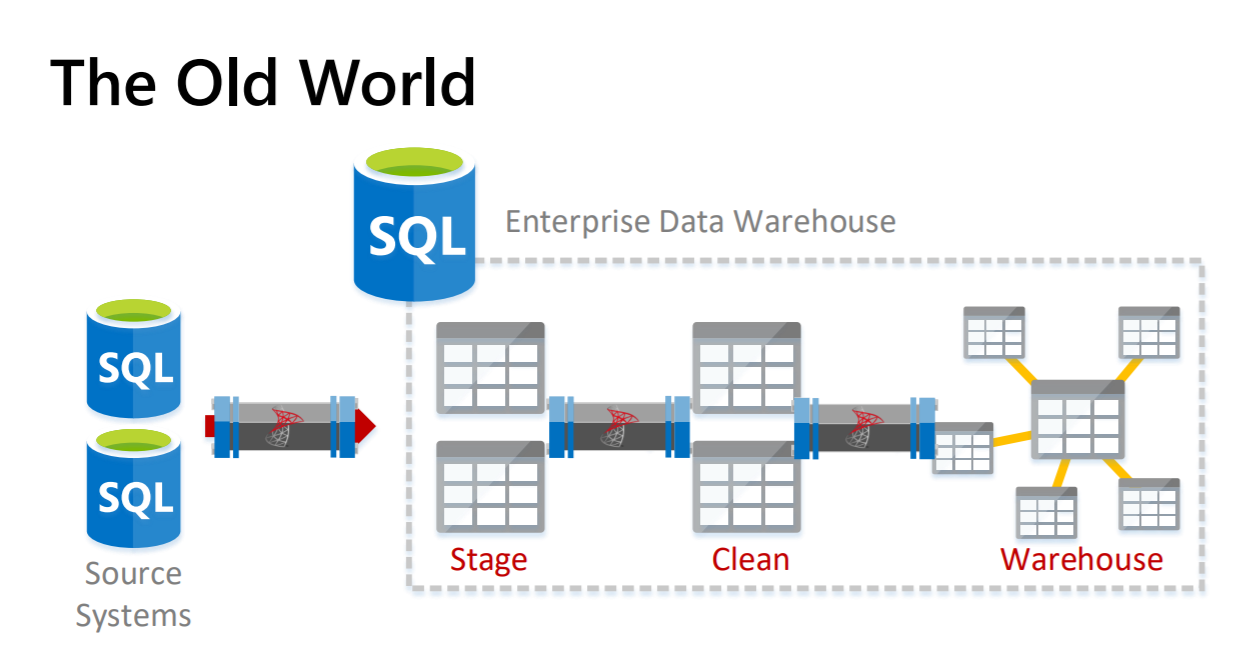 The Old World
SQL
Enterprise Data Warehouse
SQL
SQL
Source
Systems
Stage
Clean
Warehouse